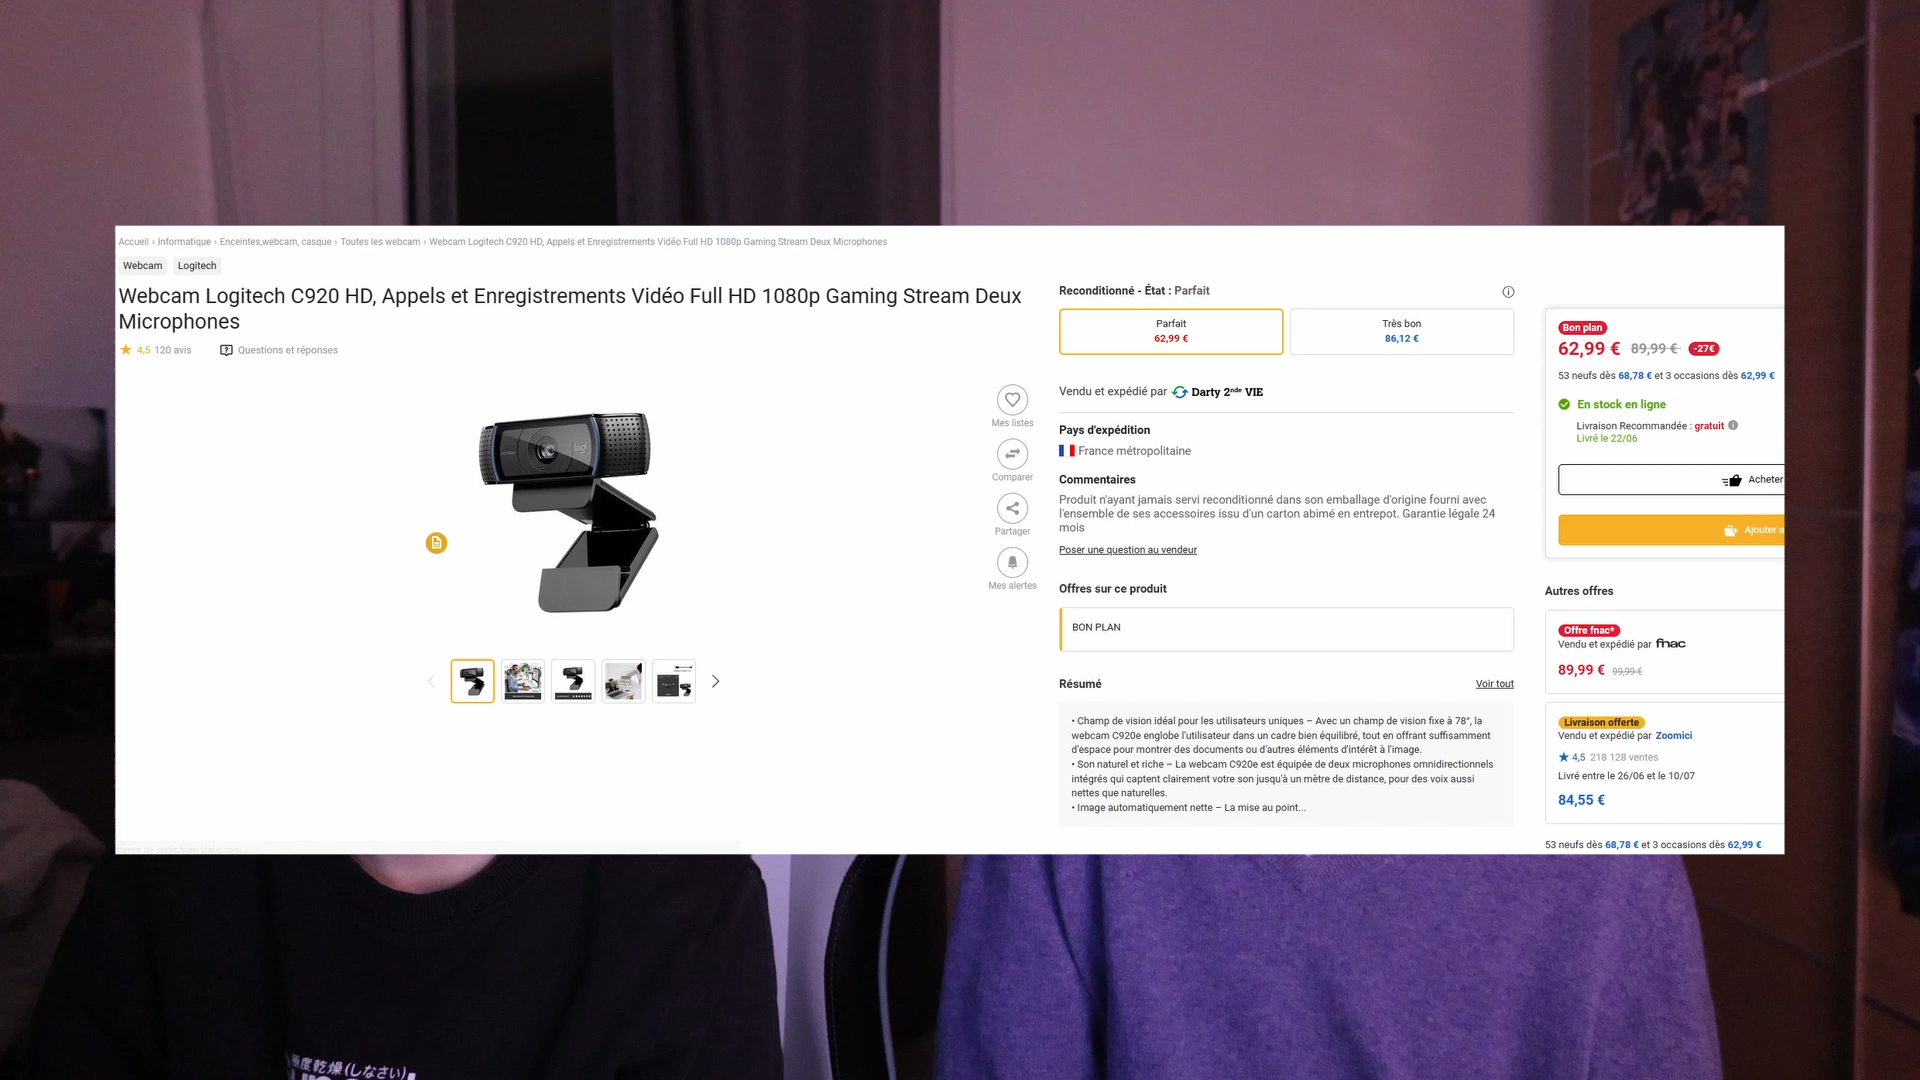 Accueil › Informatique › Enceintes,webcam, casque › Toutes les webcam › Webcam Logitech C920 HD, Appels et Enregistrements Vidéo Full HD 1080p Gaming Stream Deux Microphones
Webcam Logitech
Webcam Logitech C920 HD, Appels et Enregistrements Vidéo Full HD 1080p Gaming Stream Deux
Microphones
4,5 120 avis
Questions et réponses
Mes listes
Comparer
Partager
Mes alertes
Reconditionné - État : Parfait
Parfait
62,99 €
Très bon
86,12 €
Vendu et expédié par Darty 2nde VIE
Pays d'expédition
France métropolitaine
Commentaires
Produit n'ayant jamais servi reconditionné dans son emballage d'origine fourni avec
l'ensemble de ses accessoires issu d'un carton abimé en entrepot. Garantie légale 24
mois
Poser une question au vendeur
Offres sur ce produit
BON PLAN
Résumé
Voir tout
• Champ de vision idéal pour les utilisateurs uniques – Avec un champ de vision fixe à 78°, la
webcam C920e englobe l'utilisateur dans un cadre bien équilibré, tout en offrant suffisamment
d'espace pour montrer des documents ou d'autres éléments d'intérêt à l'image.
• Son naturel et riche – La webcam C920e est équipée de deux microphones omnidirectionnels
intégrés qui captent clairement votre son jusqu'à un mètre de distance, pour des voix aussi
nettes que naturelles.
• Image automatiquement nette – La mise au point...
Bon plan
62,99 € 89,99 € -27€
53 neufs dès 68,78 € et 3 occasions dès 62,99 €
En stock en ligne
Livraison Recommandée : gratuit
Livré le 22/06
Acheter
Ajouter a
Autres offres
Offre fnac*
Vendu et expédié par fnac
89,99 € 99,99 €
Livraison offerte
Vendu et expédié par Zoomici
4,5 218 128 ventes
Livré entre le 26/06 et le 10/07
84,55 €
53 neufs dès 68,78 € et 3 occasions dès 62,99 €
極度乾燥(しなさい)